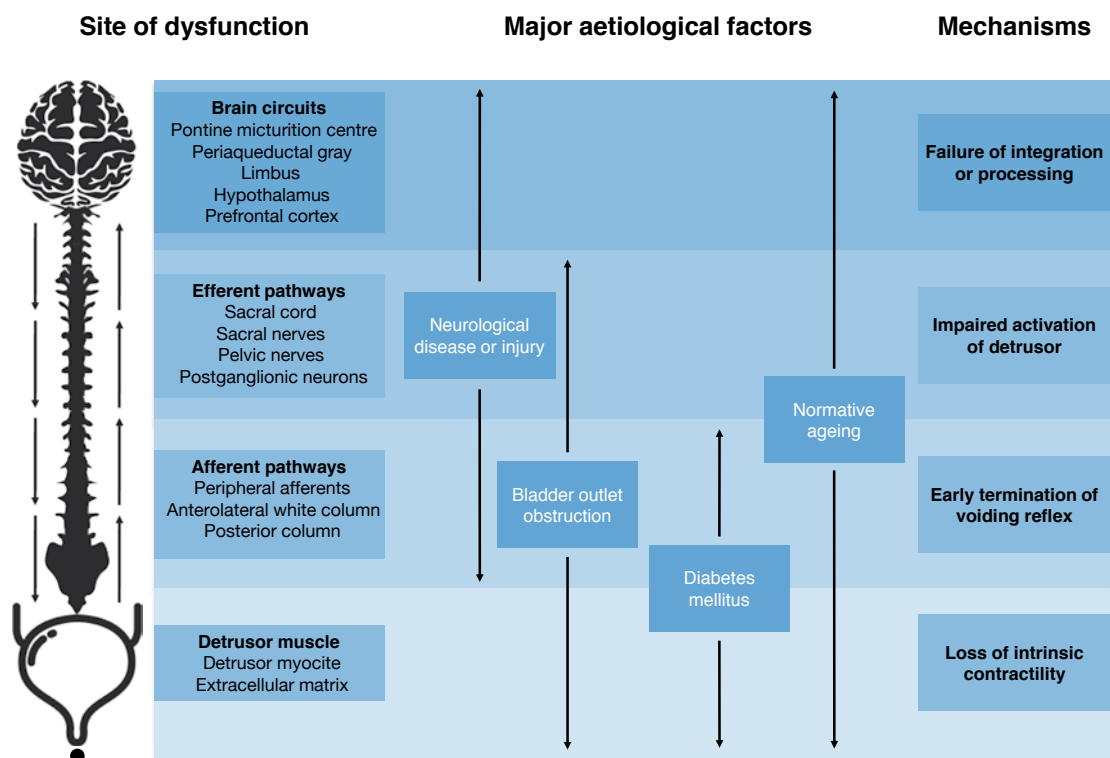 Site of dysfunction
Major aetiological factors
Mechanisms
Brain circuits
Pontine micturition centre
Periaqueductal gray
Limbus
Hypothalamus
Prefrontal cortex
Failure of integration
or processing
Efferent pathways
Sacral cord
Sacral nerves
Pelvic nerves
Postganglionic neurons
Neurological
disease or injury
Impaired activation
of detrusor
Normative
ageing
Afferent pathways
Peripheral afferents
Anterolateral white column
Posterior column
Bladder outlet
obstruction
Early termination of
voiding reflex
Diabetes
mellitus
Detrusor muscle
Detrusor myocite
Extracellular matrix
Loss of intrinsic
contractility